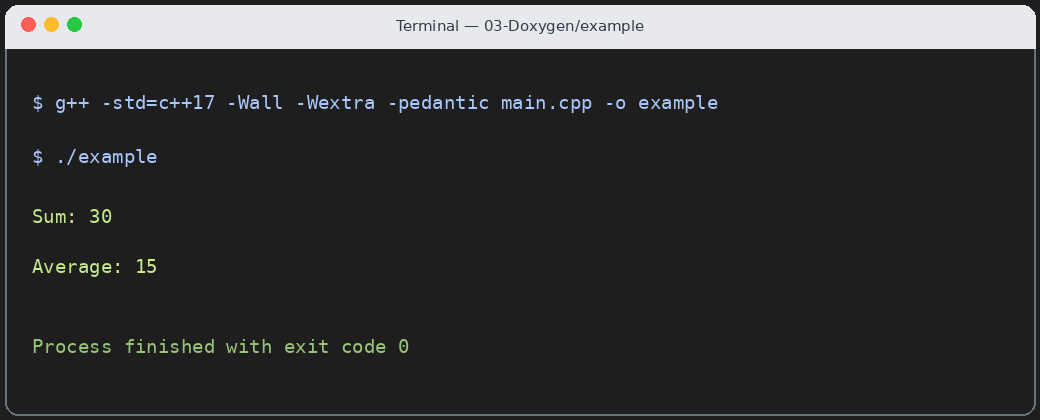 Terminal — 03-Doxygen/example
$ g++ -std=c++17 -Wall -Wextra -pedantic main.cpp -o example
$ ./example
Sum: 30
Average: 15
Process finished with exit code 0